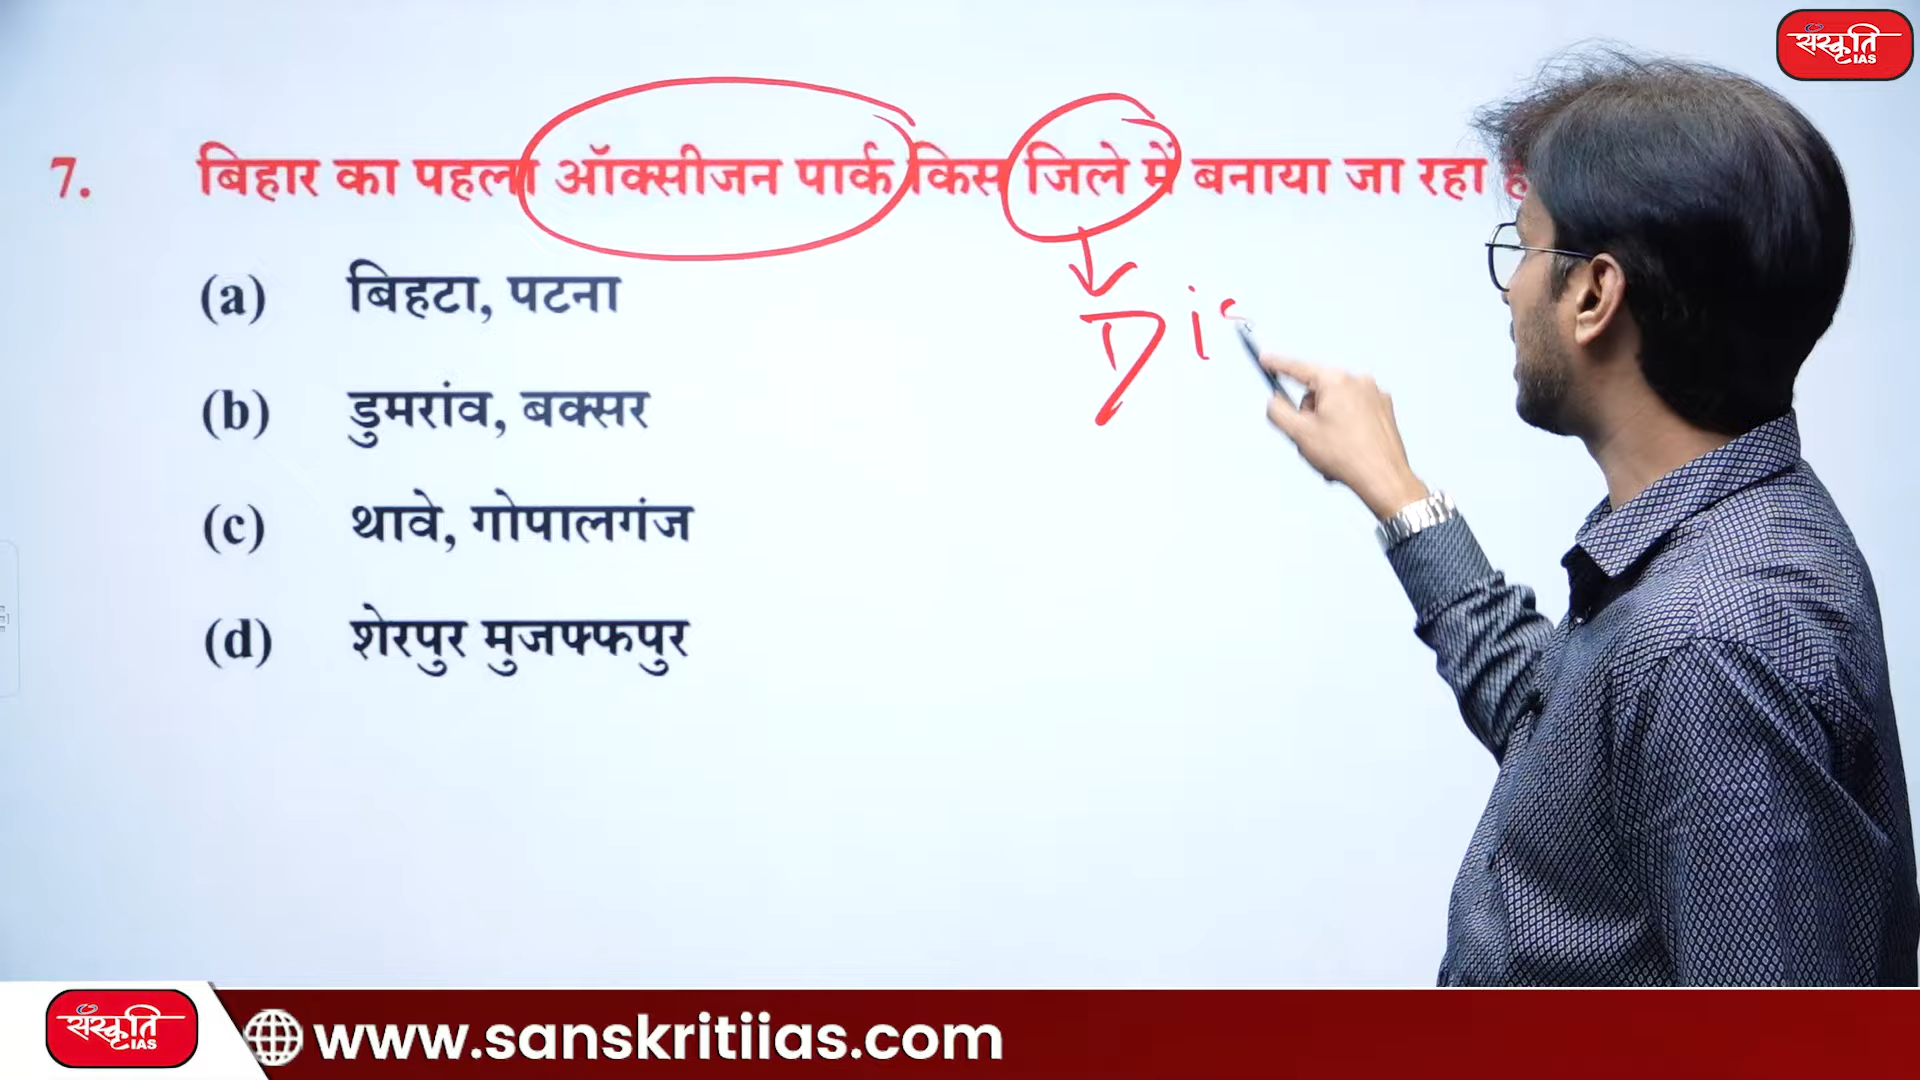 संस्कृति
IAS
7. बिहार का पहला ऑक्सीजन पार्क किस जिले में बनाया जा रहा
(a) बिहटा, पटना
(b) डुमरांव, बक्सर
(c) थावे, गोपालगंज
(d) शेरपुर मुजफ्फपुर
Dis
संस्कृति
IAS
www.sanskritiias.com